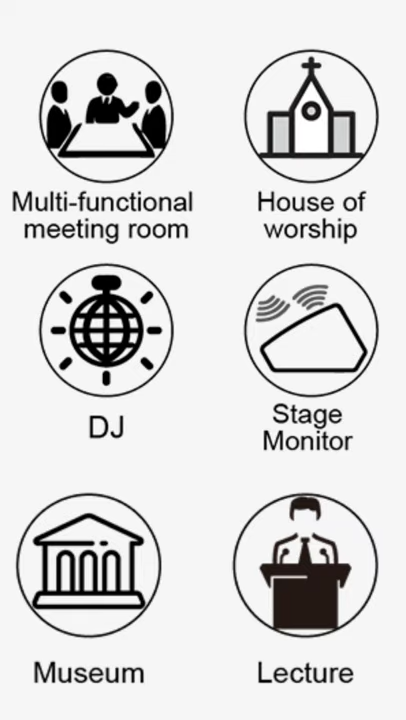 Multi-functional
meeting room
House of
worship
DJ
Stage
Monitor
Museum
Lecture